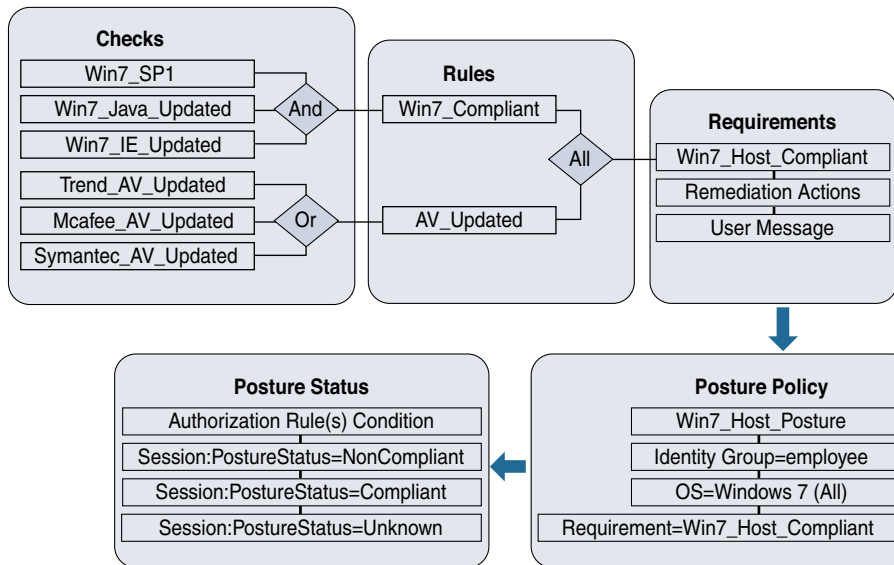 Checks
Win7_SP1
Win7_Java_Updated
Win7_IE_Updated
And
Trend_AV_Updated
Mcafee_AV_Updated
Symantec_AV_Updated
Or
Rules
Win7_Compliant
AV_Updated
All
Requirements
Win7_Host_Compliant
Remediation Actions
User Message
Posture Policy
Win7_Host_Posture
Identity Group=employee
OS=Windows 7 (All)
Requirement=Win7_Host_Compliant
Posture Status
Authorization Rule(s) Condition
Session:PostureStatus=NonCompliant
Session:PostureStatus=Compliant
Session:PostureStatus=Unknown